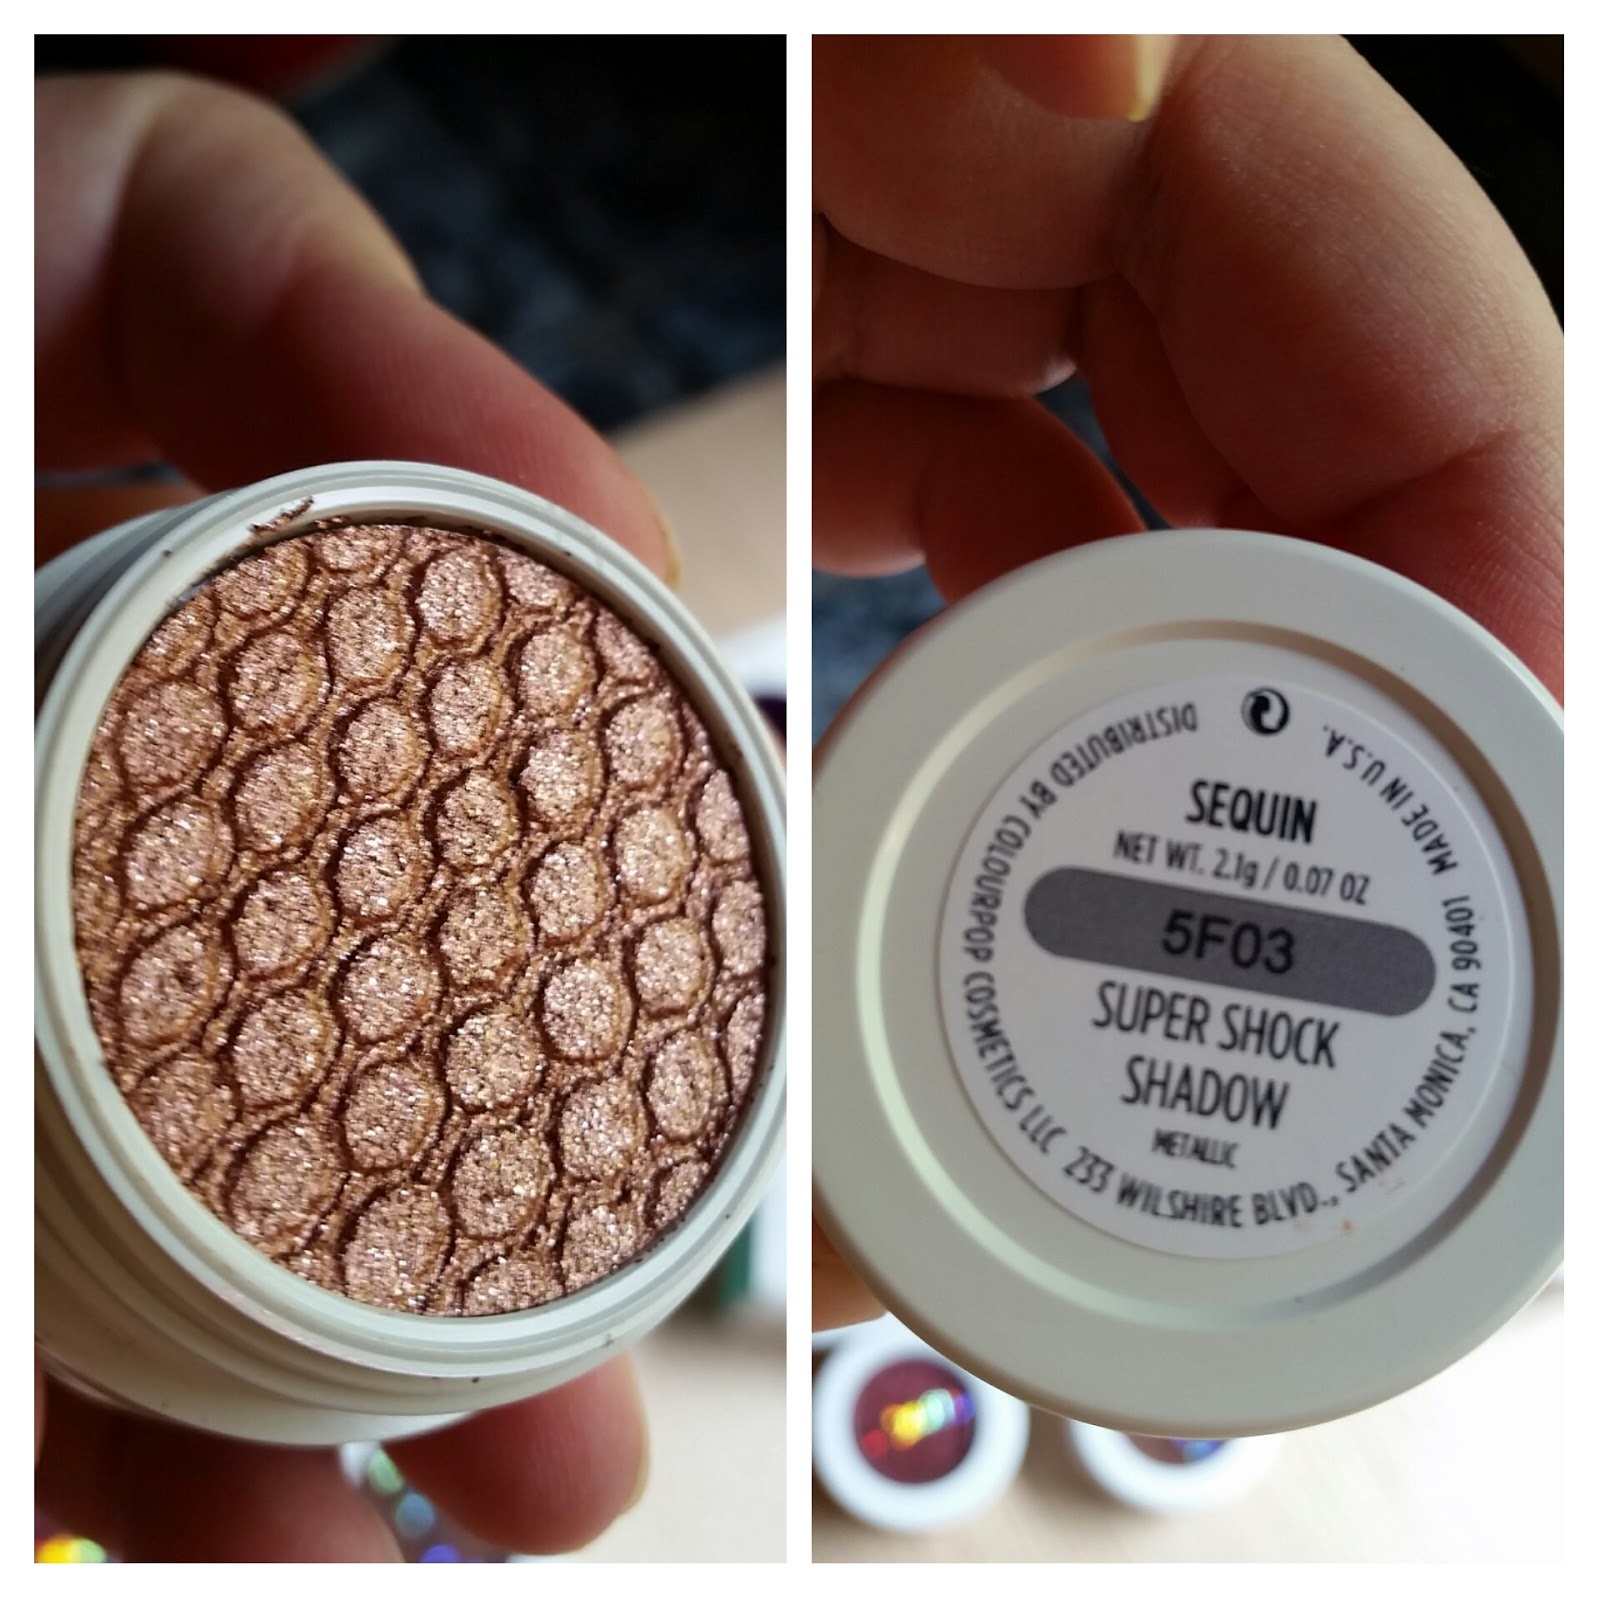 SEQUIN
NET WT. 2.1g / 0.07 OZ
5F03
SUPER SHOCK
SHADOW
METALLIC
DISTRIBUTED BY COLOURPOP COSMETICS LLC 233 WILSHIRE BLVD., SANTA MONICA, CA 90401 MADE IN U.S.A.